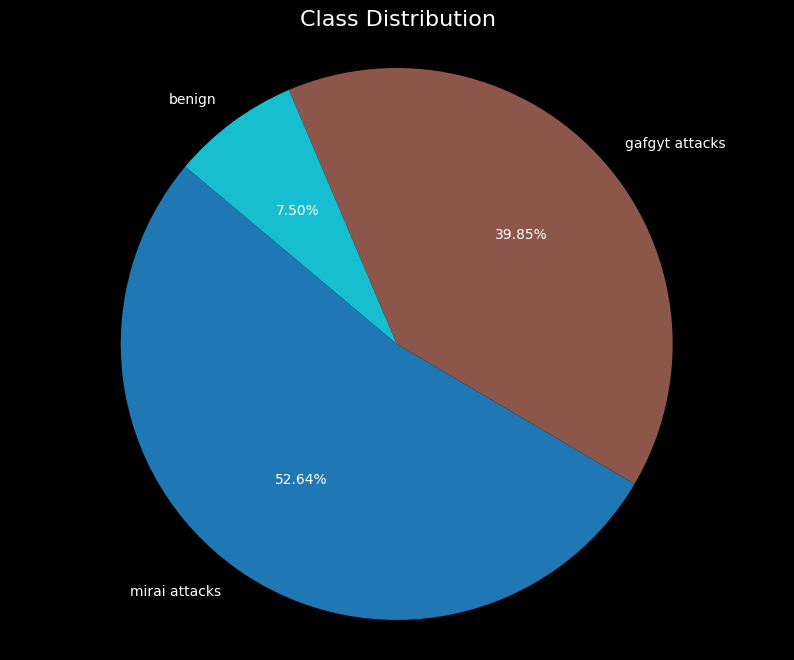 Class Distribution
benign
gafgyt attacks
7.50%
39.85%
52.64%
mirai attacks